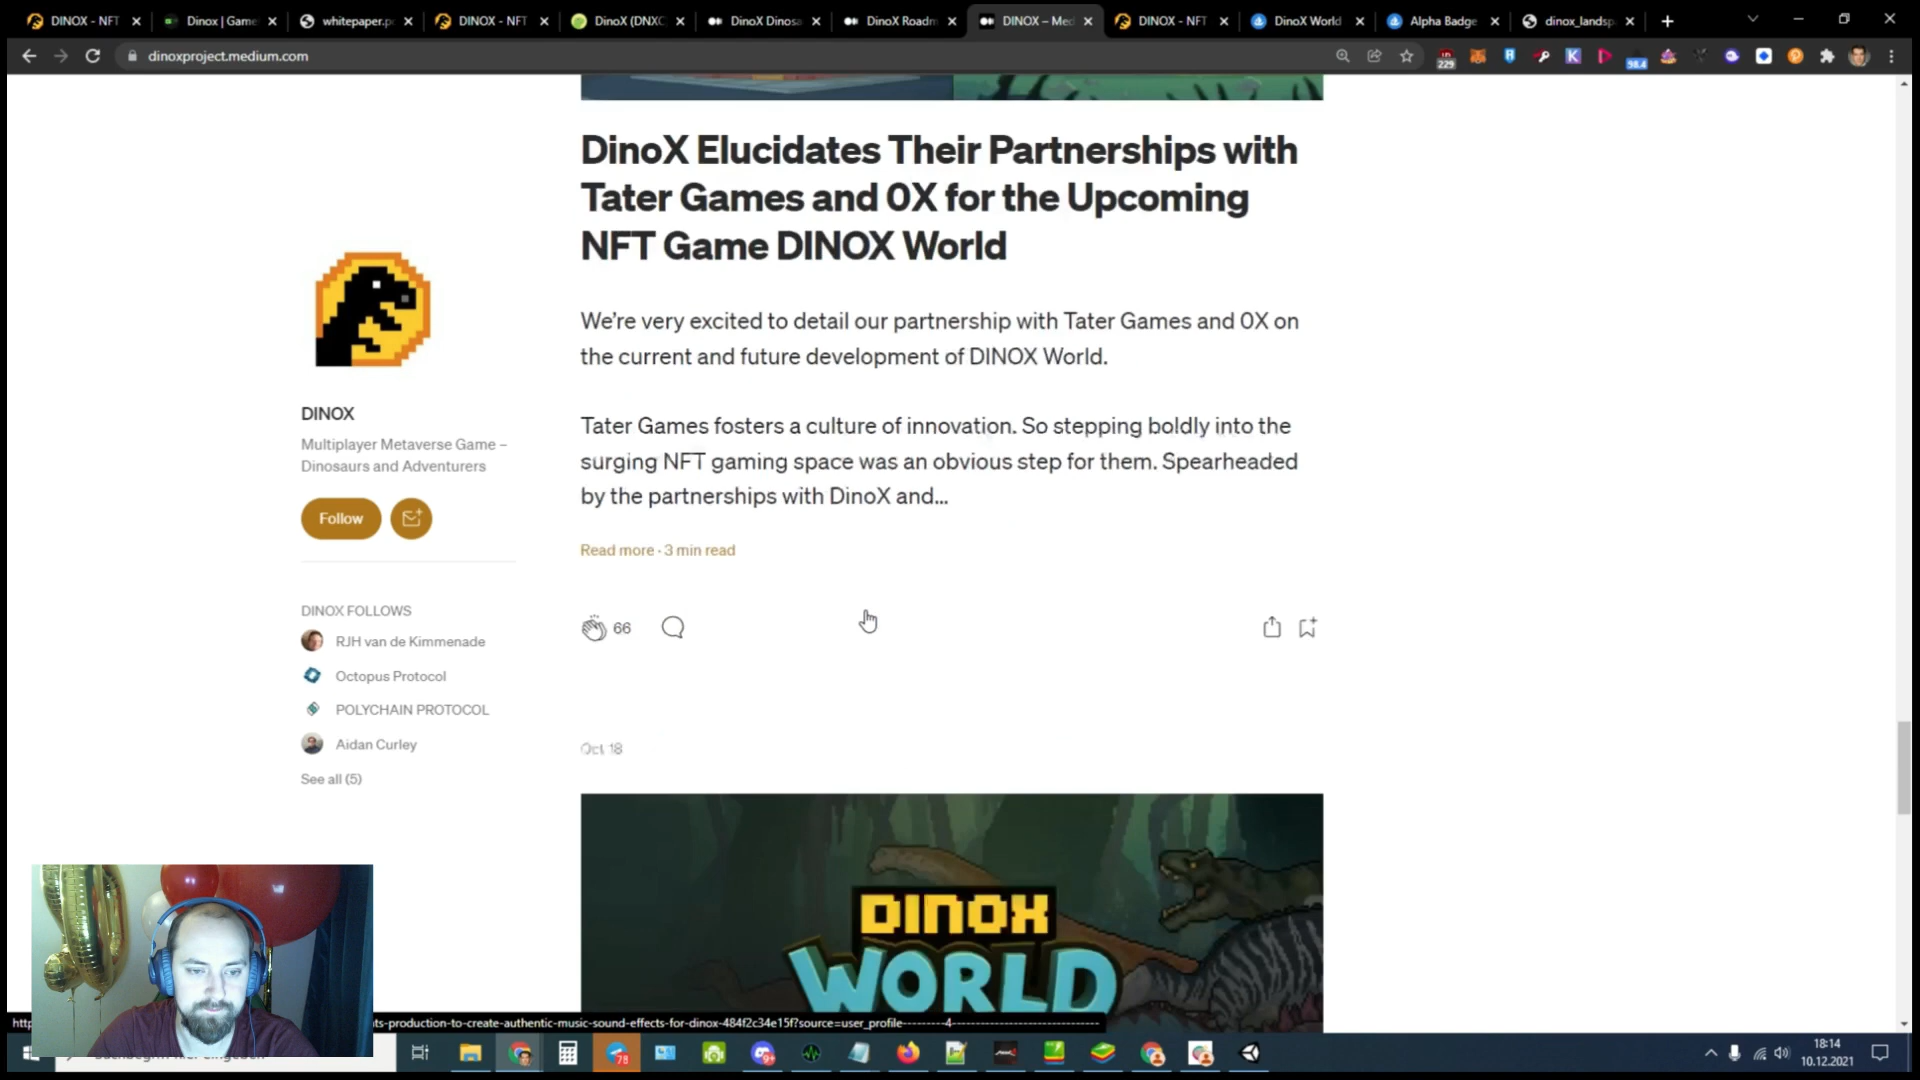 DINOX - NFT
Dinox | Game
whitepaper.p
DINOX - NFT
DinoX (DNXC
DinoX Dinosa
DinoX Roadm
DINOX – Med
DINOX - NFT
DinoX World
Alpha Badge
dinox_landsp
dinoxproject.medium.com
229
98.4
DinoX Elucidates Their Partnerships with
Tater Games and 0X for the Upcoming
NFT Game DINOX World
We're very excited to detail our partnership with Tater Games and 0X on
the current and future development of DINOX World.
Tater Games fosters a culture of innovation. So stepping boldly into the
surging NFT gaming space was an obvious step for them. Spearheaded
by the partnerships with DinoX and...
Read more · 3 min read
66
Oct 18
DINOX
Multiplayer Metaverse Game –
Dinosaurs and Adventurers
Follow
DINOX FOLLOWS
RJH van de Kimmenade
Octopus Protocol
POLYCHAIN PROTOCOL
Aidan Curley
See all (5)
DINOX
WORLD
ts-production-to-create-authentic-music-sound-effects-for-dinox-484f2c34e15f?source=user_profile---------4-------------------------------
78
9+
18:14
10.12.2021